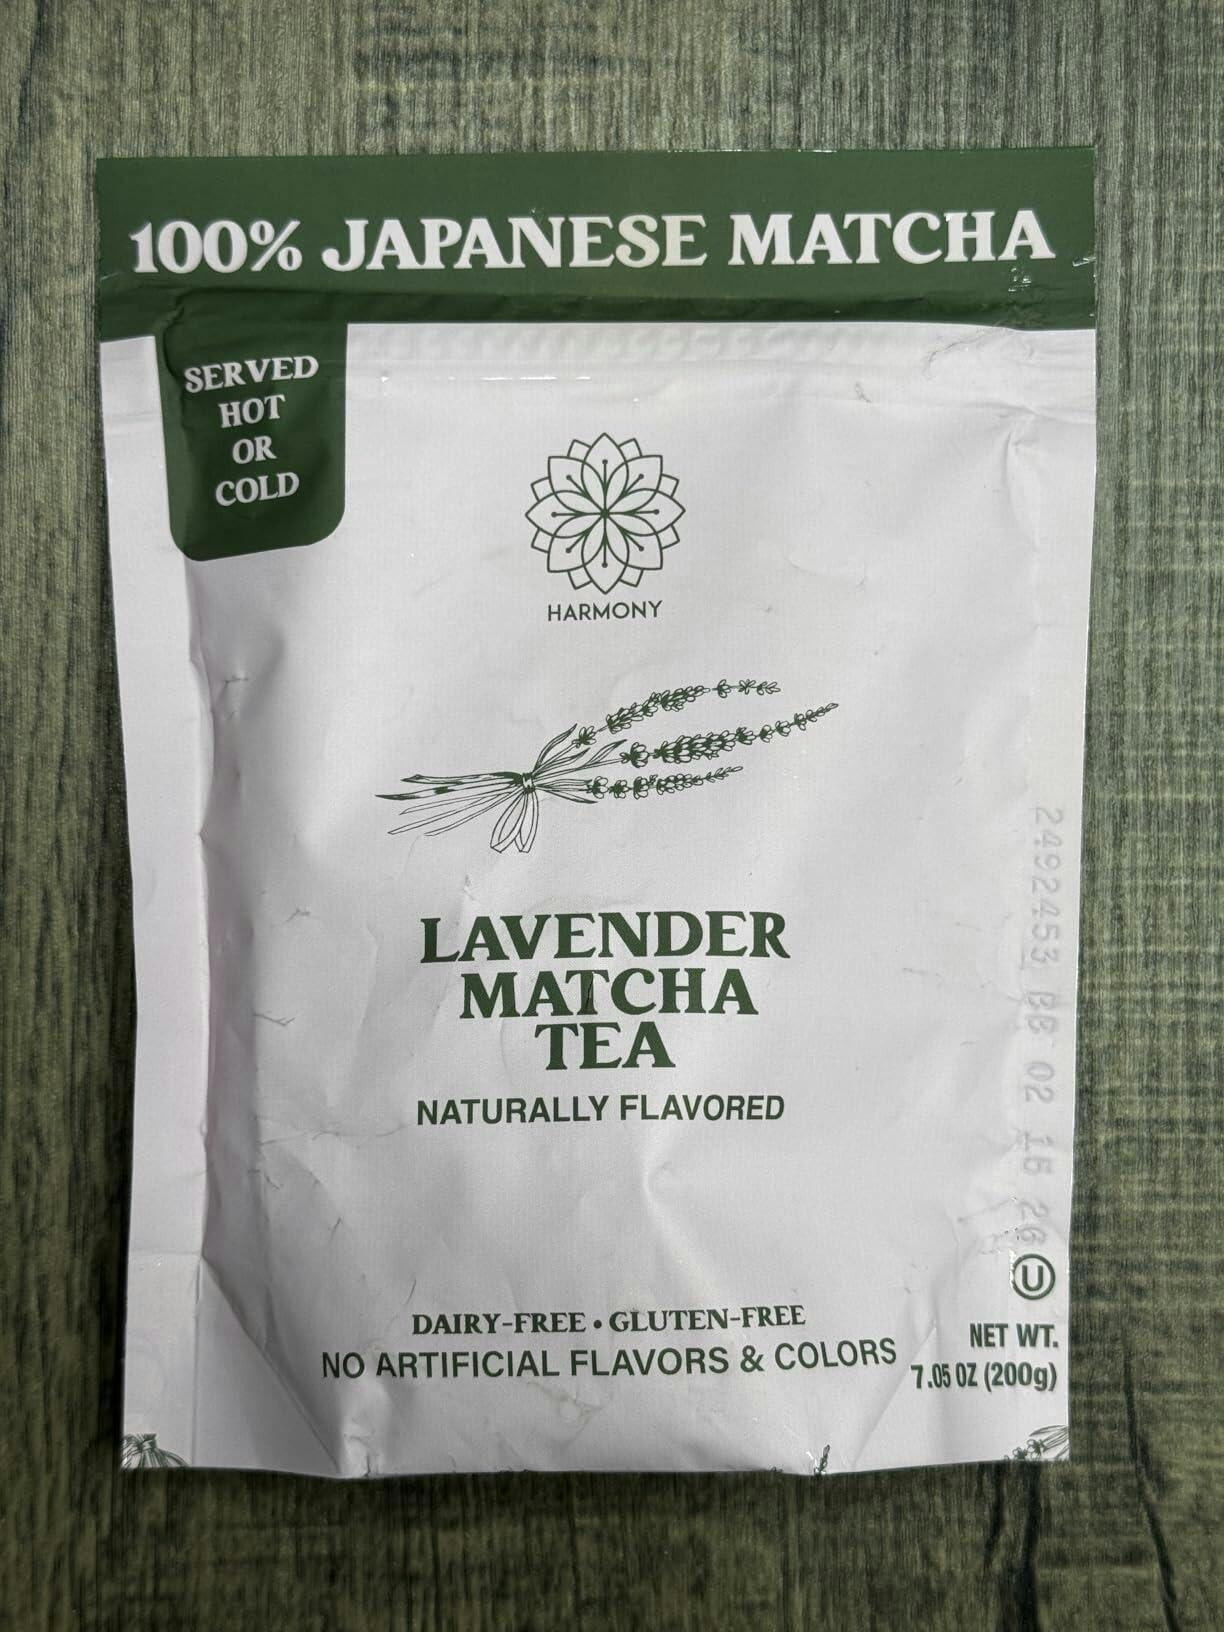 100% JAPANESE MATCHA
SERVED
HOT
OR
COLD
HARMONY
LAVENDER
MATCHA
TEA
NATURALLY FLAVORED
2492453 BB 02 16 26
U
DAIRY-FREE • GLUTEN-FREE
NO ARTIFICIAL FLAVORS & COLORS
NET WT.
7.05 OZ (200g)